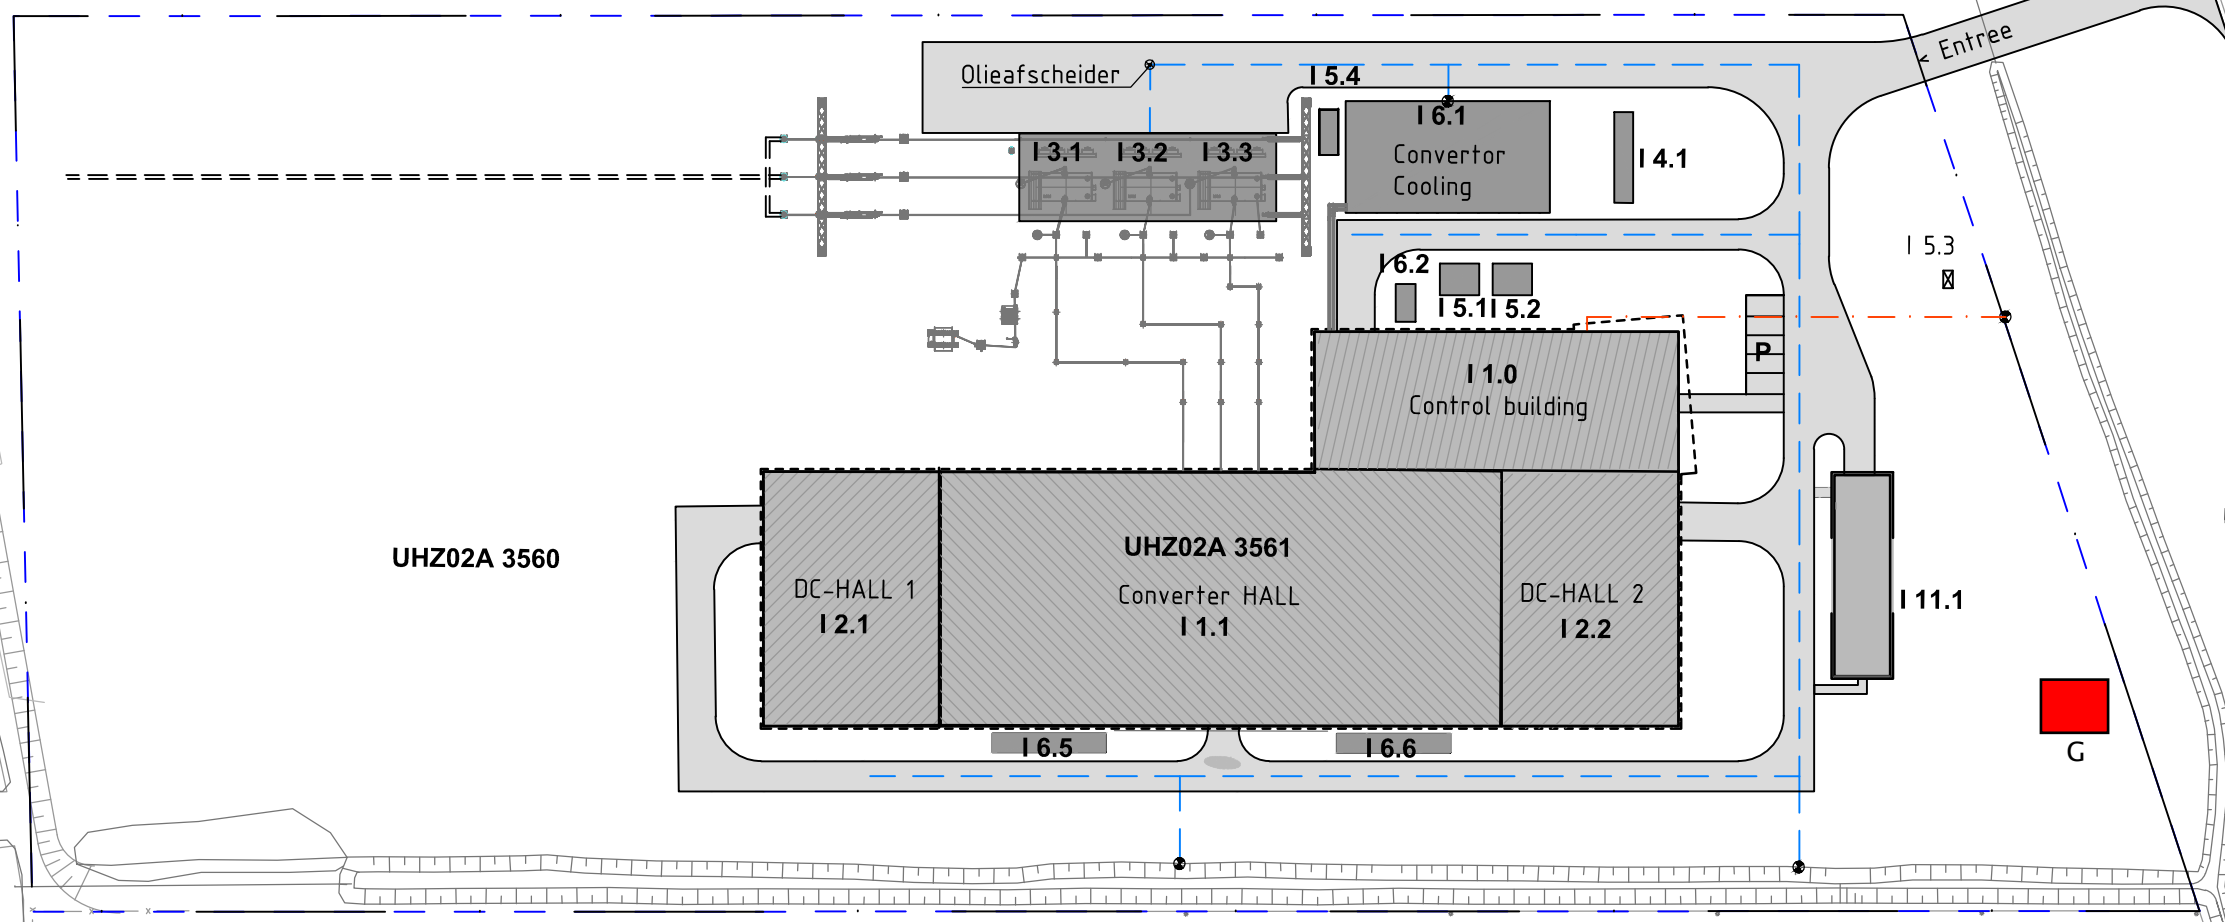 Entree
Olieafscheider
I 5.4
I 6.1
Convertor
Cooling
I 4.1
I 3.1
I 3.2
I 3.3
I 5.3
I 6.2
I 5.1
I 5.2
P
I 1.0
Control building
UHZ02A 3560
UHZ02A 3561
DC-HALL 1
I 2.1
Converter HALL
I 1.1
DC-HALL 2
I 2.2
I 11.1
I 6.5
I 6.6
G